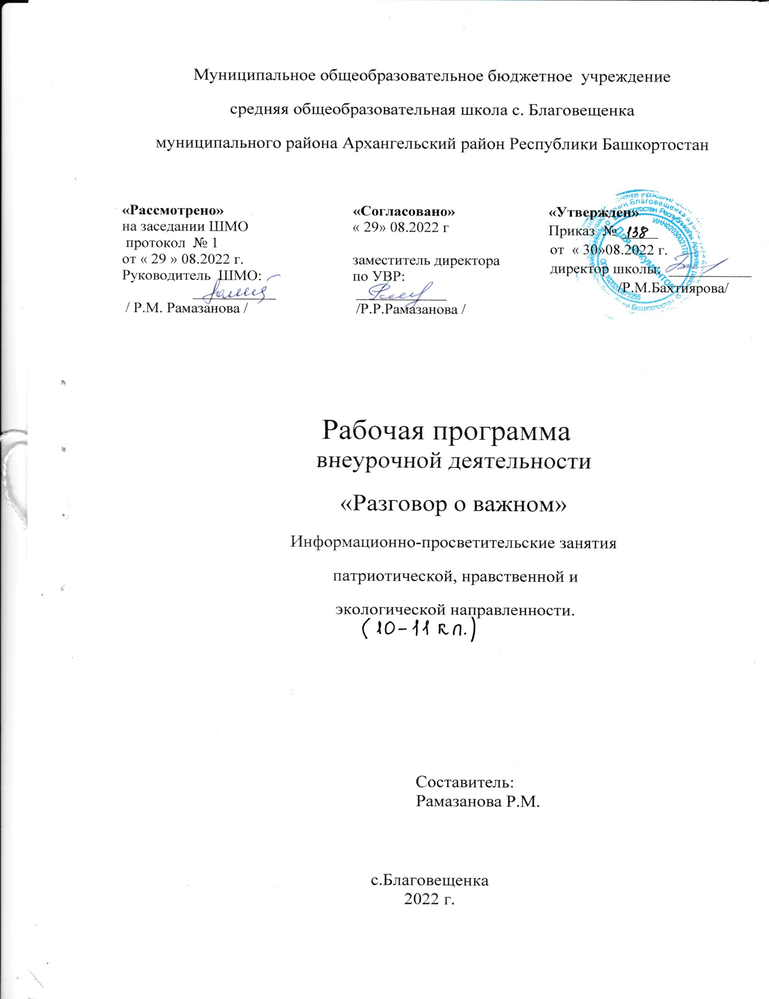 Муниципальное общеобразовательное бюджетное учреждение
средняя общеобразовательная школа с. Благовещенка
муниципального района Архангельский район Республики Башкортостан
«Рассмотрено»
на заседании ШМО
протокол № 1
от « 29 » 08.2022 г.
Руководитель ШМО:
/ Р.М. Рамазанова /
«Согласовано»
« 29» 08.2022 г
заместитель директора
по УВР:
/Р.Р.Рамазанова /
«Утвержден»
Приказ № 138
от « 30»08.2022 г.
директор школы:
/Р.М.Бахтиярова/
Для документов
ИНН0203002170
Рабочая программа
внеурочной деятельности
«Разговор о важном»
Информационно-просветительские занятия
патриотической, нравственной и
экологической направленности.
(10-11 кл.)
Составитель:
Рамазанова Р.М.
с.Благовещенка
2022 г.